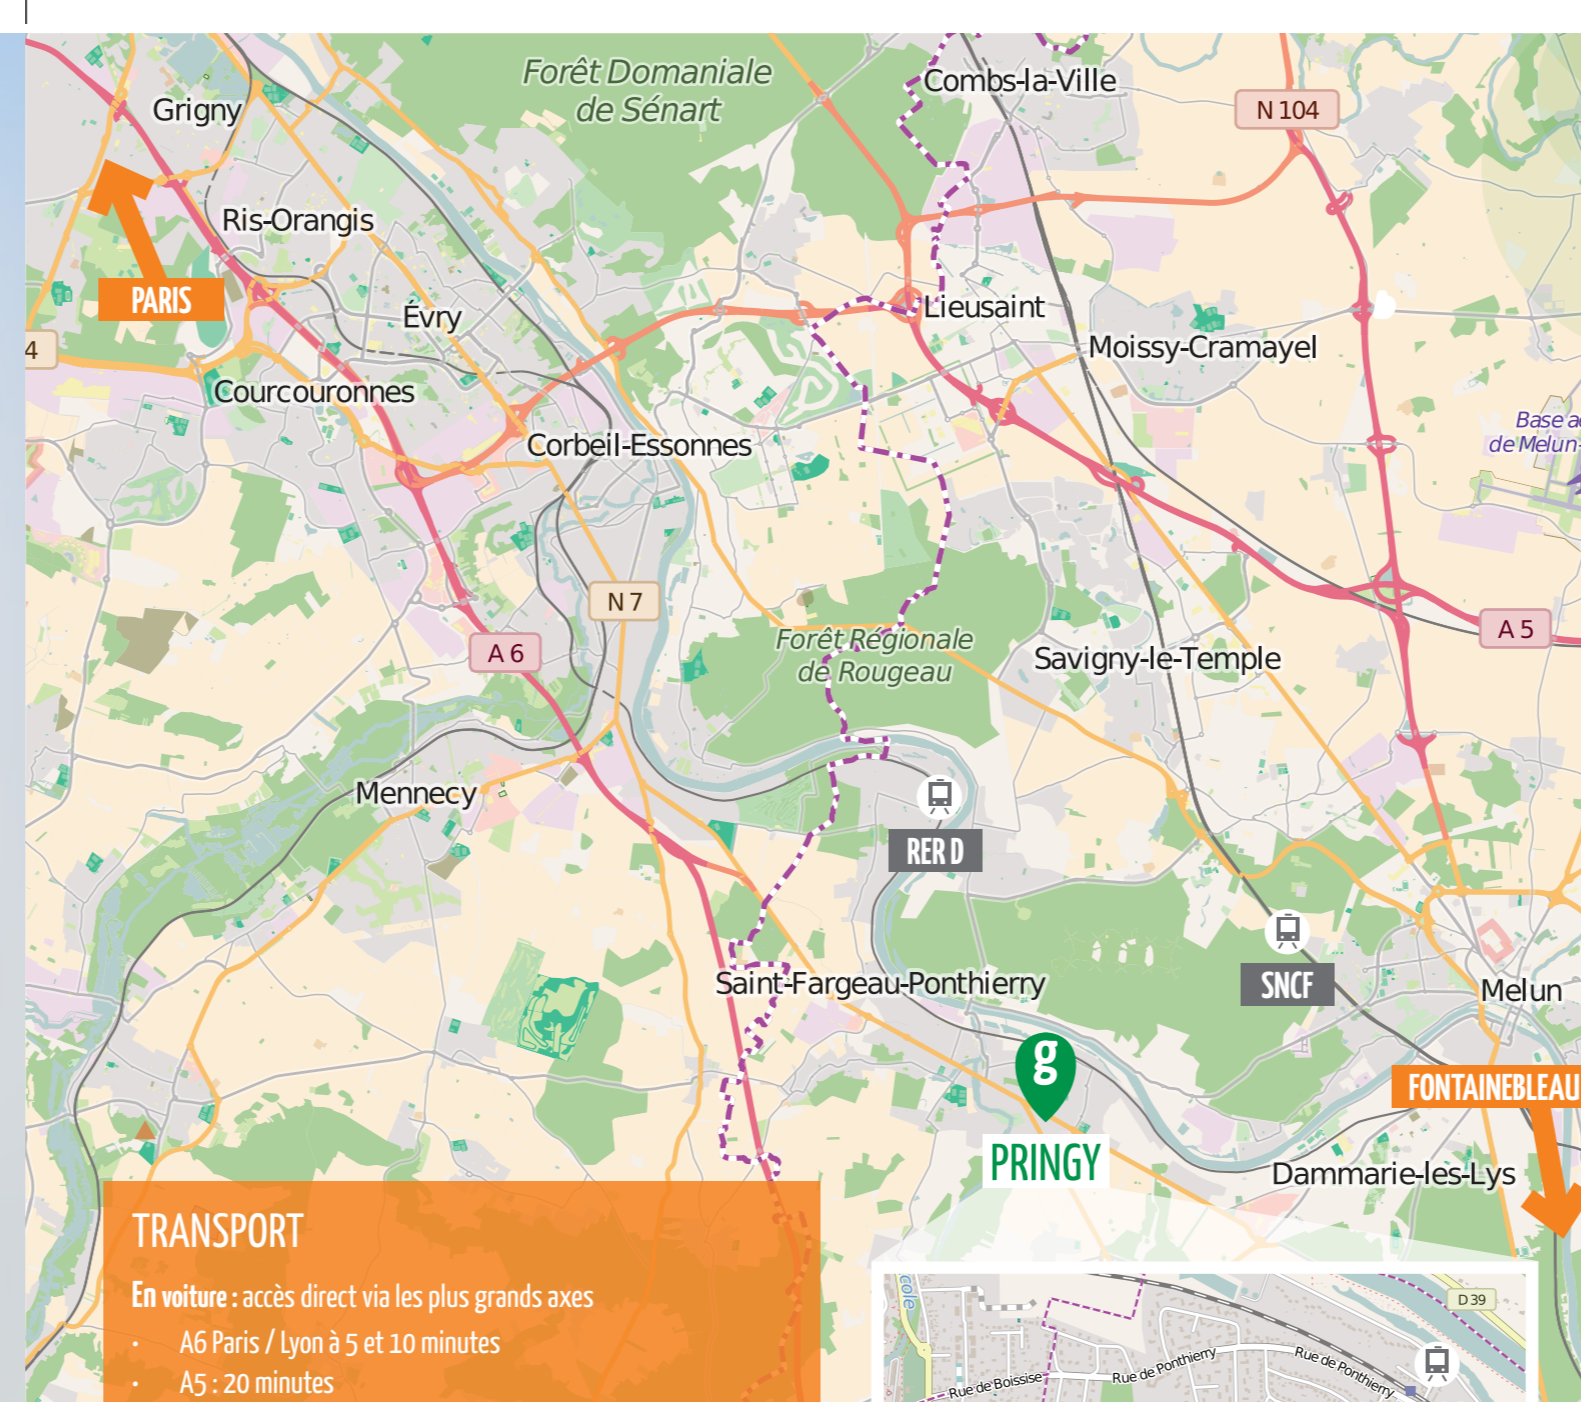 Forêt Domaniale
de Sénart
Combs-la-Ville
Grigny
N 104
Ris-Orangis
PARIS
Évry
Lieusaint
4
Moissy-Cramayel
Courcouronnes
Base a
de Melun-
Corbeil-Essonnes
N 7
A 6
A 5
Forêt Régionale
de Rougeau
Savigny-le-Temple
Mennecy
RER D
SNCF
Saint-Fargeau-Ponthierry
Melun
g
PRINGY
FONTAINEBLEAU
Dammarie-les-Lys
TRANSPORT
En voiture : accès direct via les plus grands axes
• A6 Paris / Lyon à 5 et 10 minutes
• A5 : 20 minutes
cole
D 39
Rue de Boissise
Rue de Ponthierry
Rue de Ponthierry